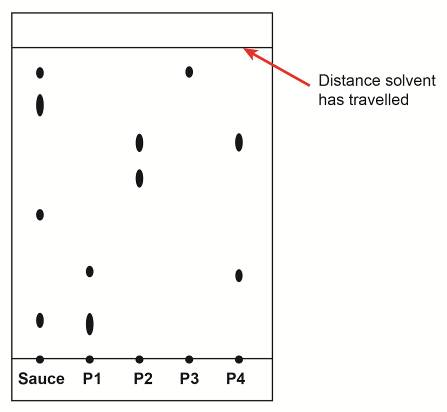 Distance solvent
has travelled
Sauce P1 P2 P3 P4